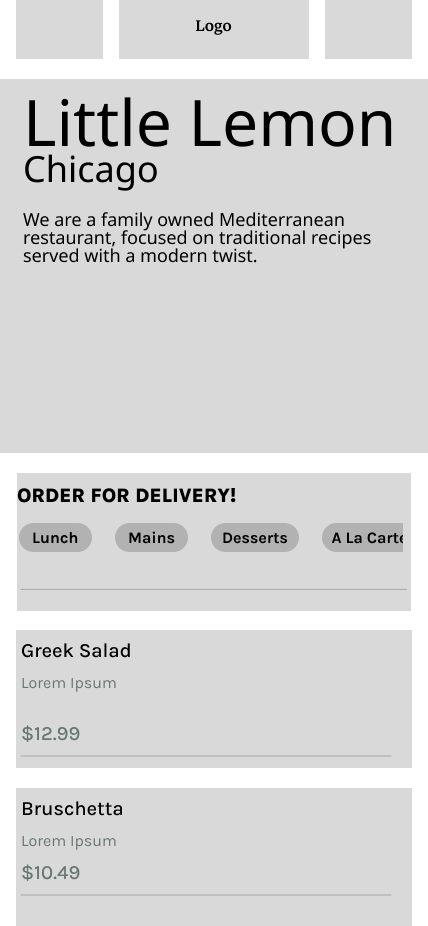 Logo
Little Lemon
Chicago
We are a family owned Mediterranean
restaurant, focused on traditional recipes
served with a modern twist.
ORDER FOR DELIVERY!
Lunch Mains Desserts A La Carte
Greek Salad
Lorem Ipsum
$12.99
Bruschetta
Lorem Ipsum
$10.49